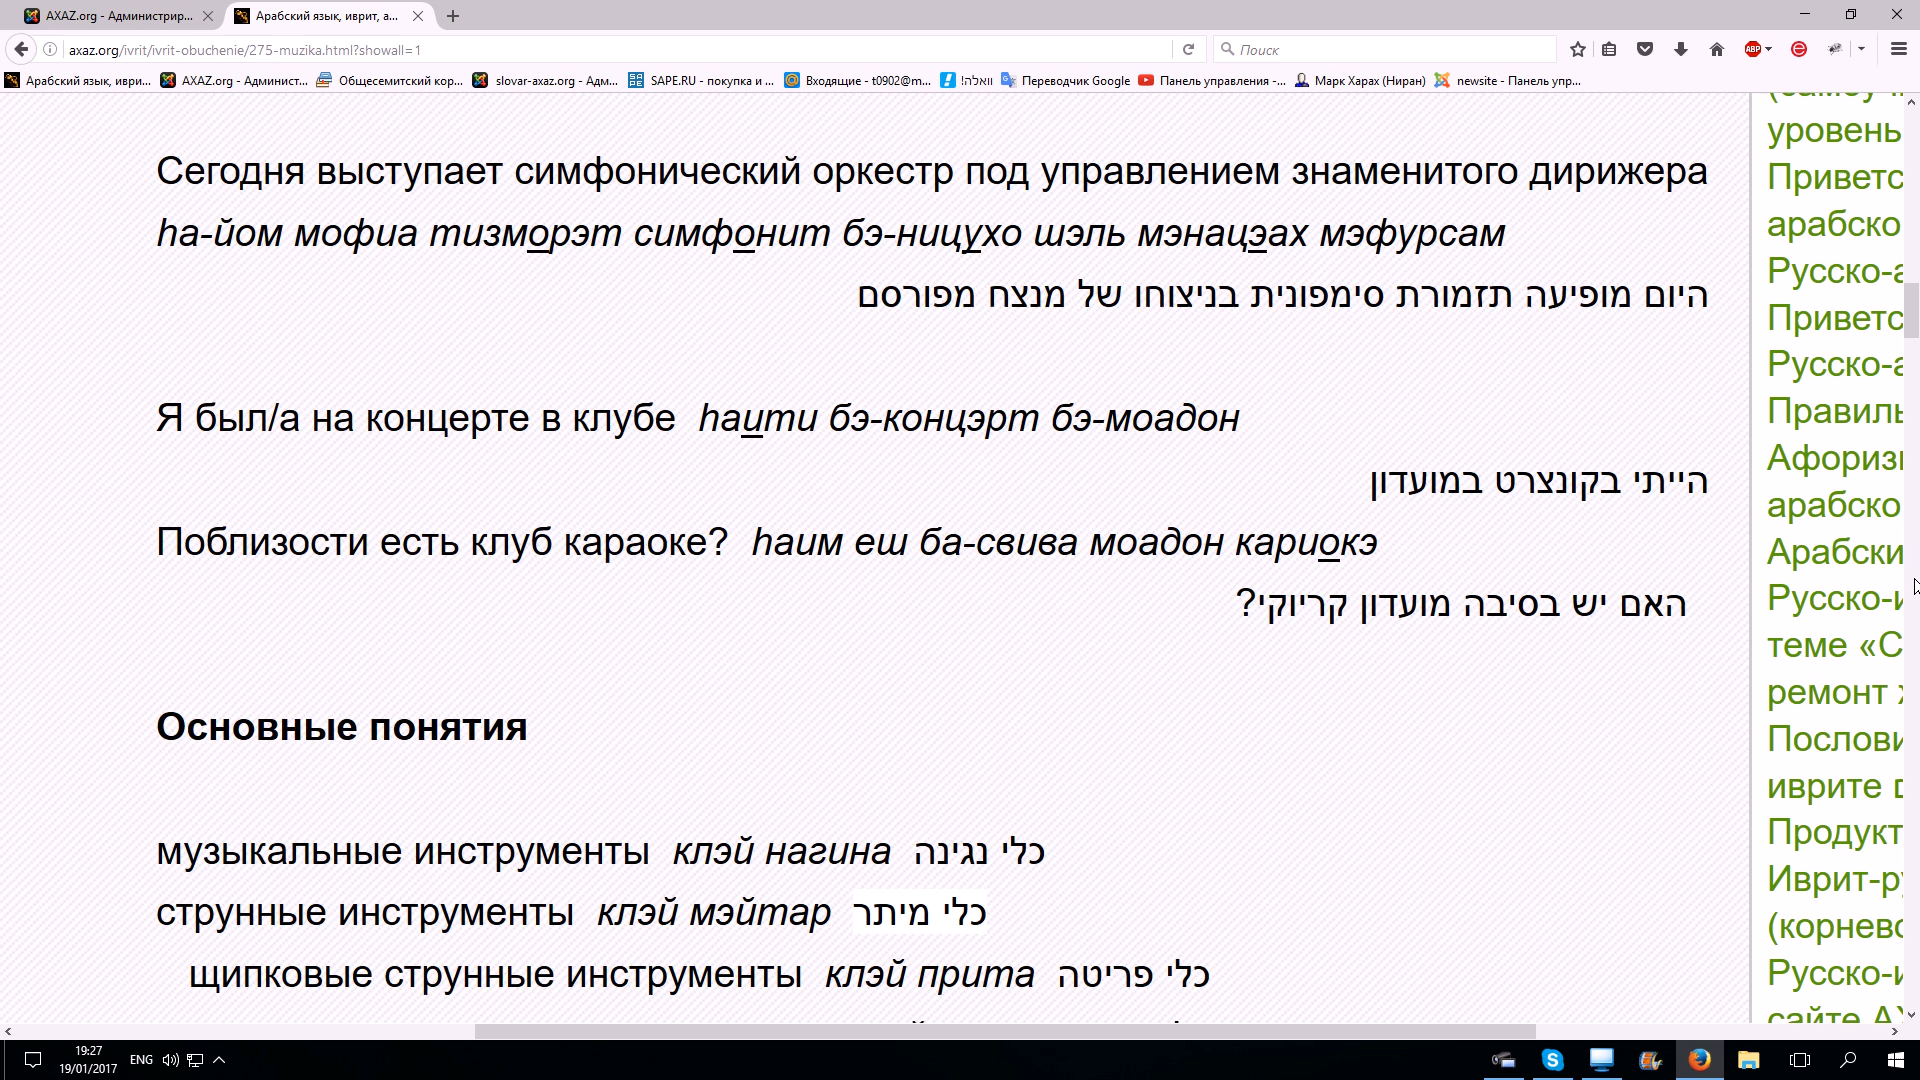 AXAZ.org - Администрир...
Арабский язык, иврит, а...
axaz.org/ivrit/ivrit-obuchenie/275-muzika.html?showall=1
Поиск
ABP
Арабский язык, иври...
AXAZ.org - Админист...
Общесемитский кор...
slovar-axaz.org - Адм...
SAPE.RU - покупка и ...
Входящие - t0902@m...
וואלה!
Переводчик Google
Панель управления -...
Марк Харах (Ниран)
newsite - Панель упр...
Сегодня выступает симфонический оркестр под управлением знаменитого дирижера
hа-йом мофиа тизморэт симфонит бэ-ницухо шэль мэнацэах мэфурсам
היום מופיעה תזמורת סימפונית בניצוחו של מנצח מפורסם
Я был/а на концерте в клубе hаити бэ-концэрт бэ-моадон
הייתי בקונצרט במועדון
Поблизости есть клуб караоке? hаим еш ба-свива моадон кариокэ
האם יש בסיבה מועדון קריוקי?
Основные понятия
музыкальные инструменты клэй нагина כלי נגינה
струнные инструменты клэй мэйтар כלי מיתר
щипковые струнные инструменты клэй прита כלי פריטה
уровень
Приветс
арабско
Русско-а
Приветс
Русско-а
Правиль
Афоризм
арабско
Арабски
Русско-и
теме «С
ремонт ж
Послови
иврите
Продукт
Иврит-ру
(корнево
Русско-и
сайте АХ
19:27
ENG
19/01/2017